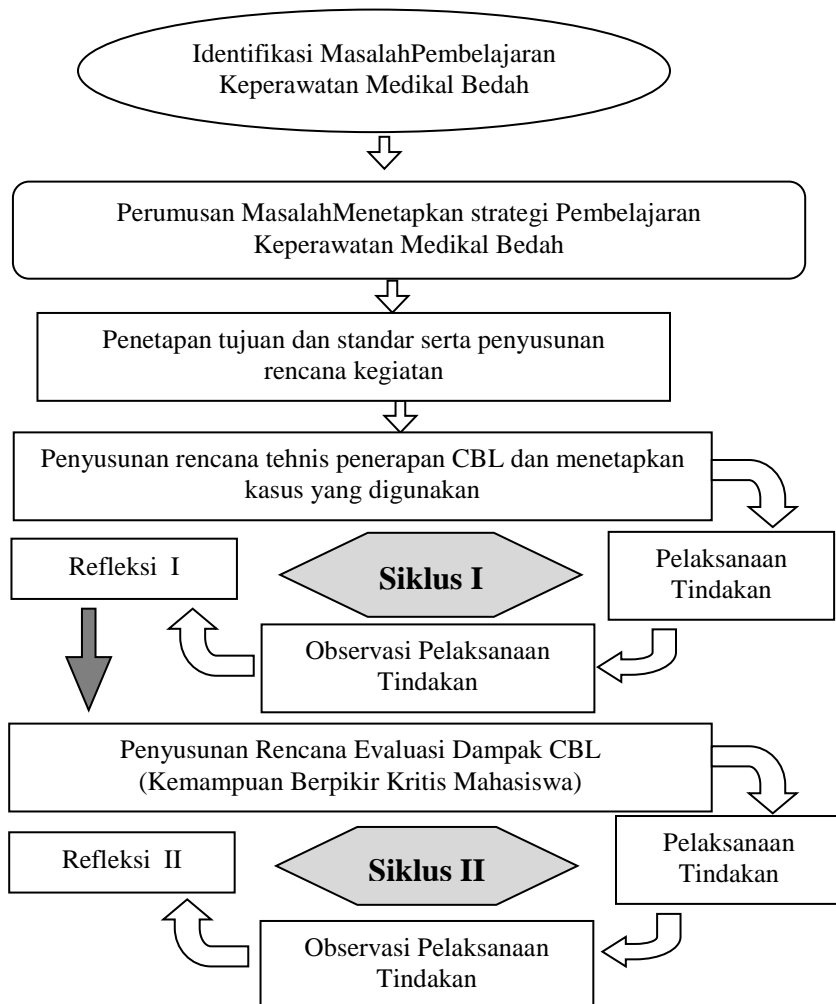 Identifikasi MasalahPembelajaran
Keperawatan Medikal Bedah
Perumusan MasalahMenetapkan strategi Pembelajaran
Keperawatan Medikal Bedah
Penetapan tujuan dan standar serta penyusunan
rencana kegiatan
Penyusunan rencana tehnis penerapan CBL dan menetapkan
kasus yang digunakan
Refleksi I
Siklus I
Pelaksanaan
Tindakan
Observasi Pelaksanaan
Tindakan
Penyusunan Rencana Evaluasi Dampak CBL
(Kemampuan Berpikir Kritis Mahasiswa)
Refleksi II
Siklus II
Pelaksanaan
Tindakan
Observasi Pelaksanaan
Tindakan